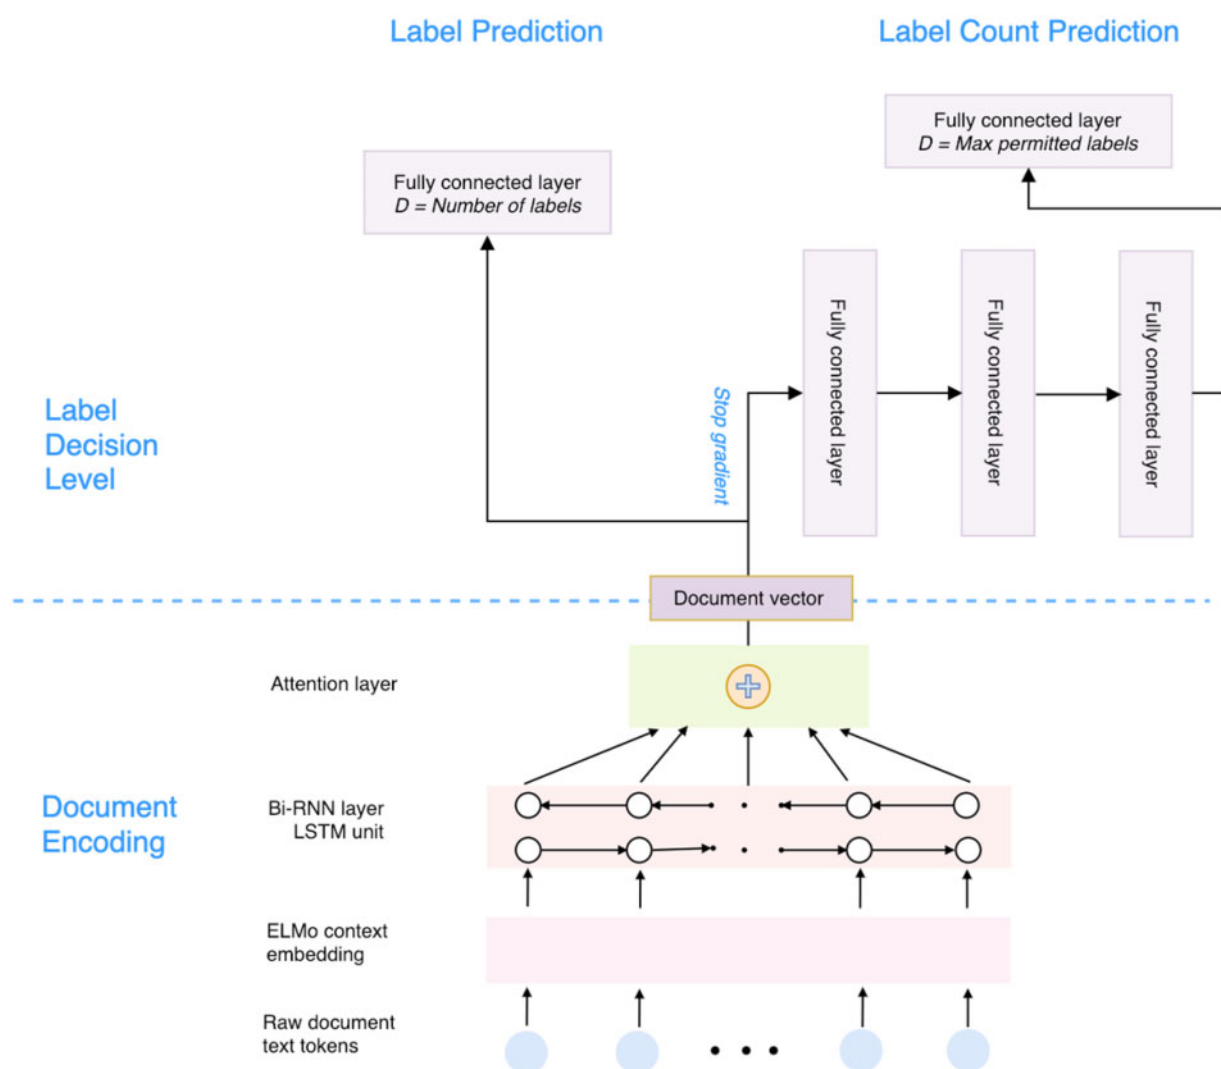 Label Prediction
Label Count Prediction
Fully connected layer
D = Max permitted labels
Fully connected layer
D = Number of labels
Fully connected layer
Fully connected layer
Fully connected layer
Stop gradient
Label
Decision
Level
Document vector
Attention layer
Document
Encoding
Bi-RNN layer
LSTM unit
ELMo context
embedding
Raw document
text tokens